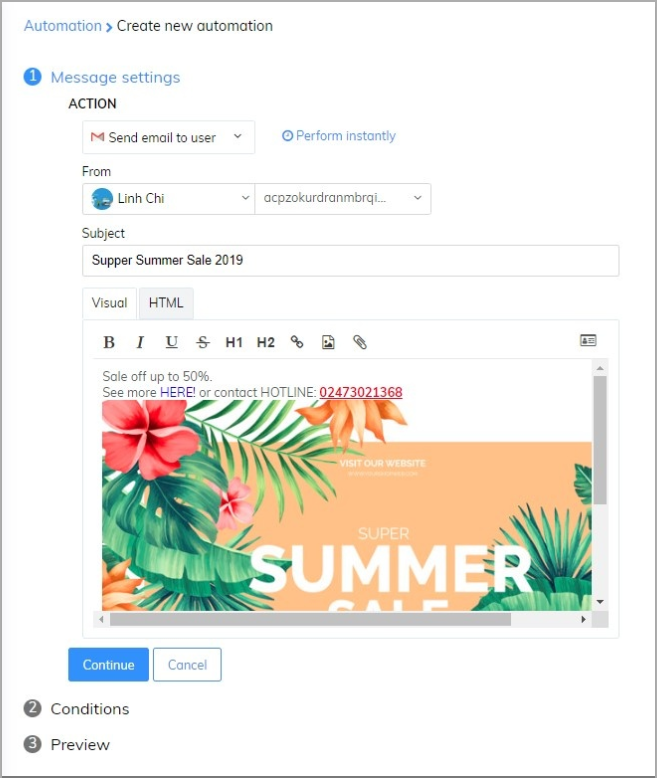 Automation > Create new automation
1 Message settings
ACTION
Send email to user
Perform instantly
From
Linh Chi
acpzokurdranmbrqi...
Subject
Supper Summer Sale 2019
Visual HTML
B I U S H1 H2
Sale off up to 50%.
See more HERE! or contact HOTLINE: 02473021368
VISIT OUR WEBSITE
SUPER
SUMMER
SALE
Continue Cancel
2 Conditions
3 Preview